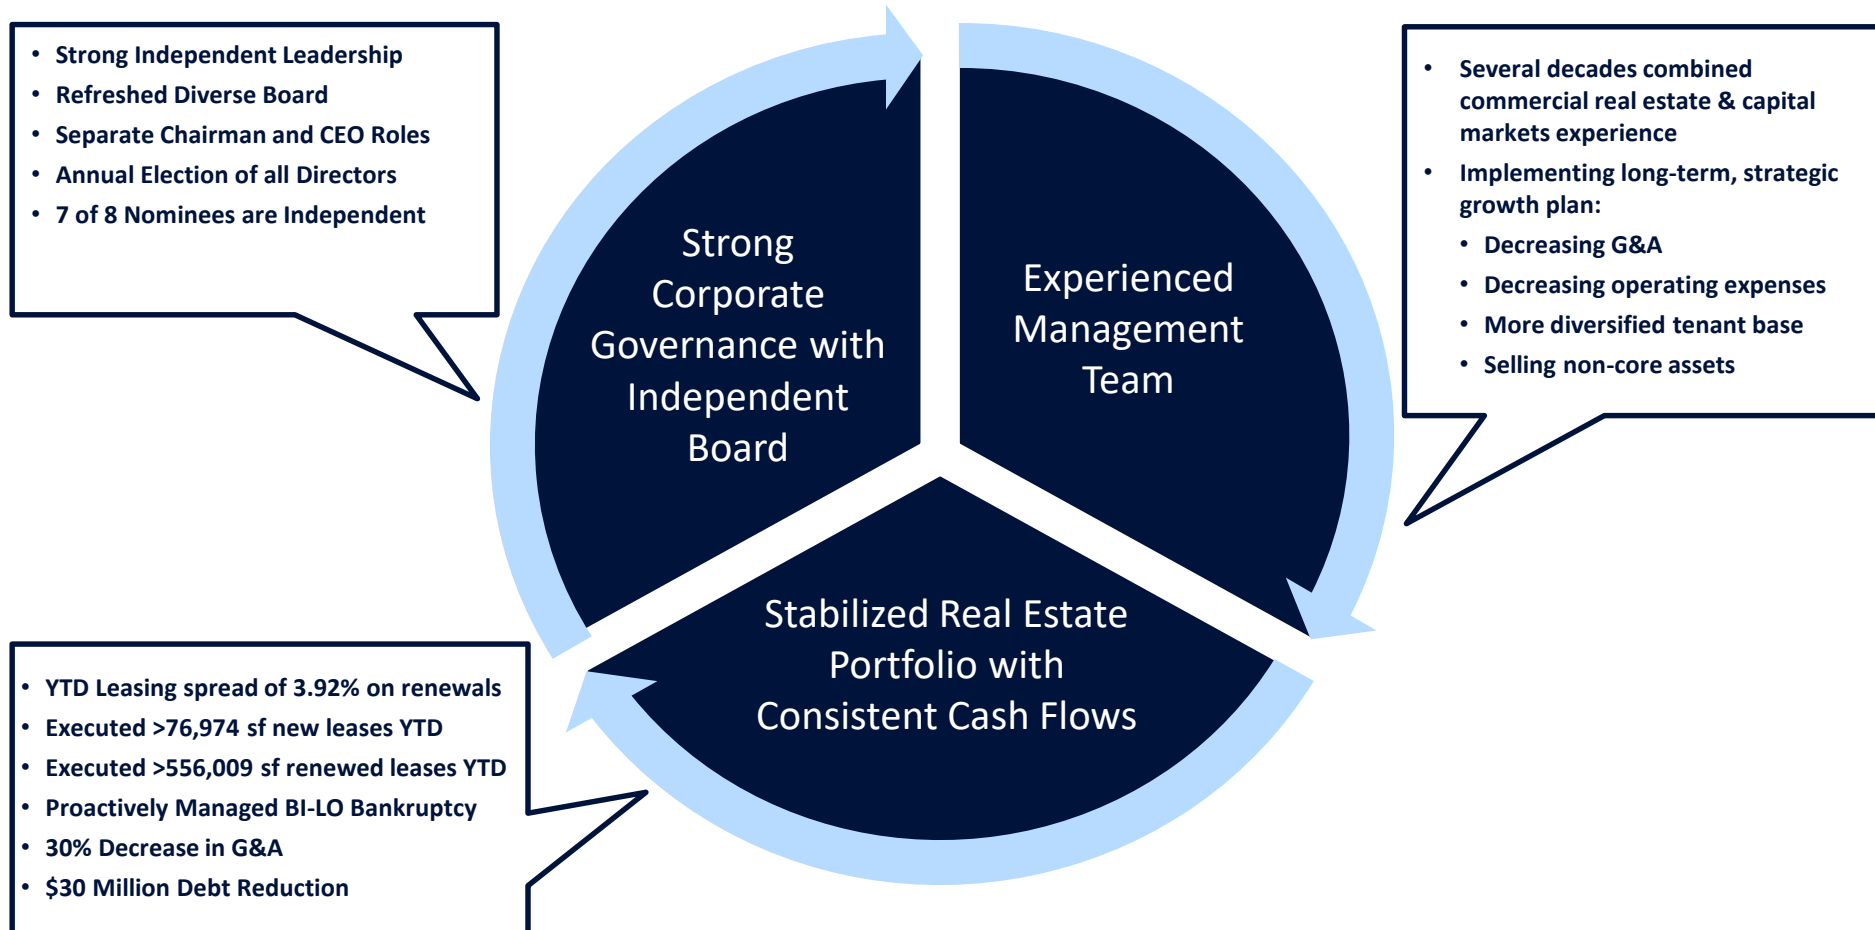 • Strong Independent Leadership
• Refreshed Diverse Board
• Separate Chairman and CEO Roles
• Annual Election of all Directors
• 7 of 8 Nominees are Independent
Strong
Corporate
Governance with
Independent
Board
Experienced
Management
Team
• Several decades combined
commercial real estate & capital
markets experience
• Implementing long-term, strategic
growth plan:
• Decreasing G&A
• Decreasing operating expenses
• More diversified tenant base
• Selling non-core assets
Stabilized Real Estate
Portfolio with
Consistent Cash Flows
• YTD Leasing spread of 3.92% on renewals
• Executed >76,974 sf new leases YTD
• Executed >556,009 sf renewed leases YTD
• Proactively Managed BI-LO Bankruptcy
• 30% Decrease in G&A
• $30 Million Debt Reduction